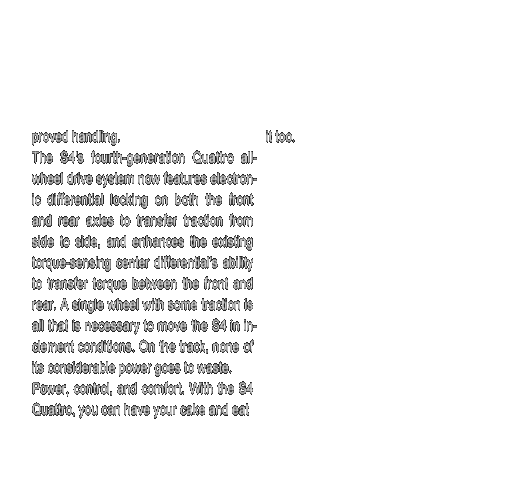 proved handling.
The S4's fourth-generation Quattro all-
wheel drive system now features electron-
ic differential locking on both the front
and rear axles to transfer traction from
side to side, and enhances the existing
torque-sensing center differential's ability
to transfer torque between the front and
rear. A single wheel with some traction is
all that is necessary to move the S4 in in-
clement conditions. On the track, none of
its considerable power goes to waste.
Power, control, and comfort. With the S4
Quattro, you can have your cake and eat
it too.